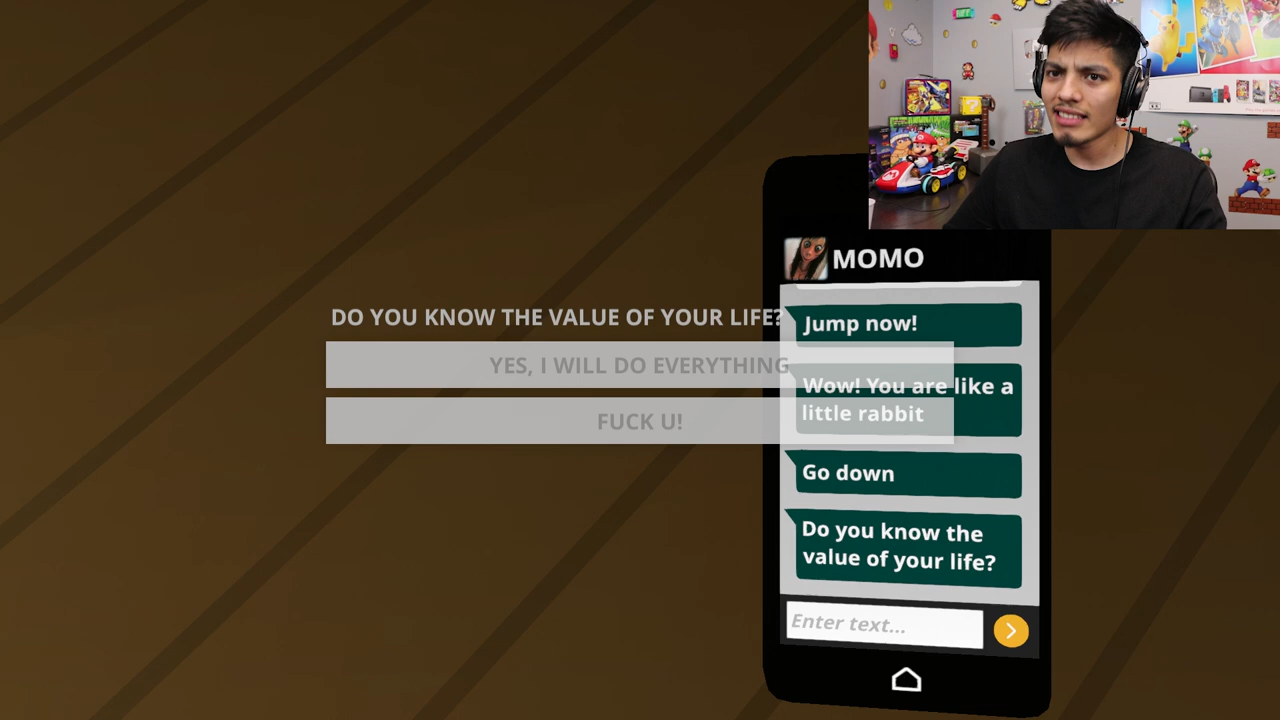 MOMO
Jump now!
DO YOU KNOW THE VALUE OF YOUR LIFE?
YES, I WILL DO EVERYTHING
Wow! You are like a
little rabbit
FUCK U!
Go down
Do you know the
value of your life?
Enter text...